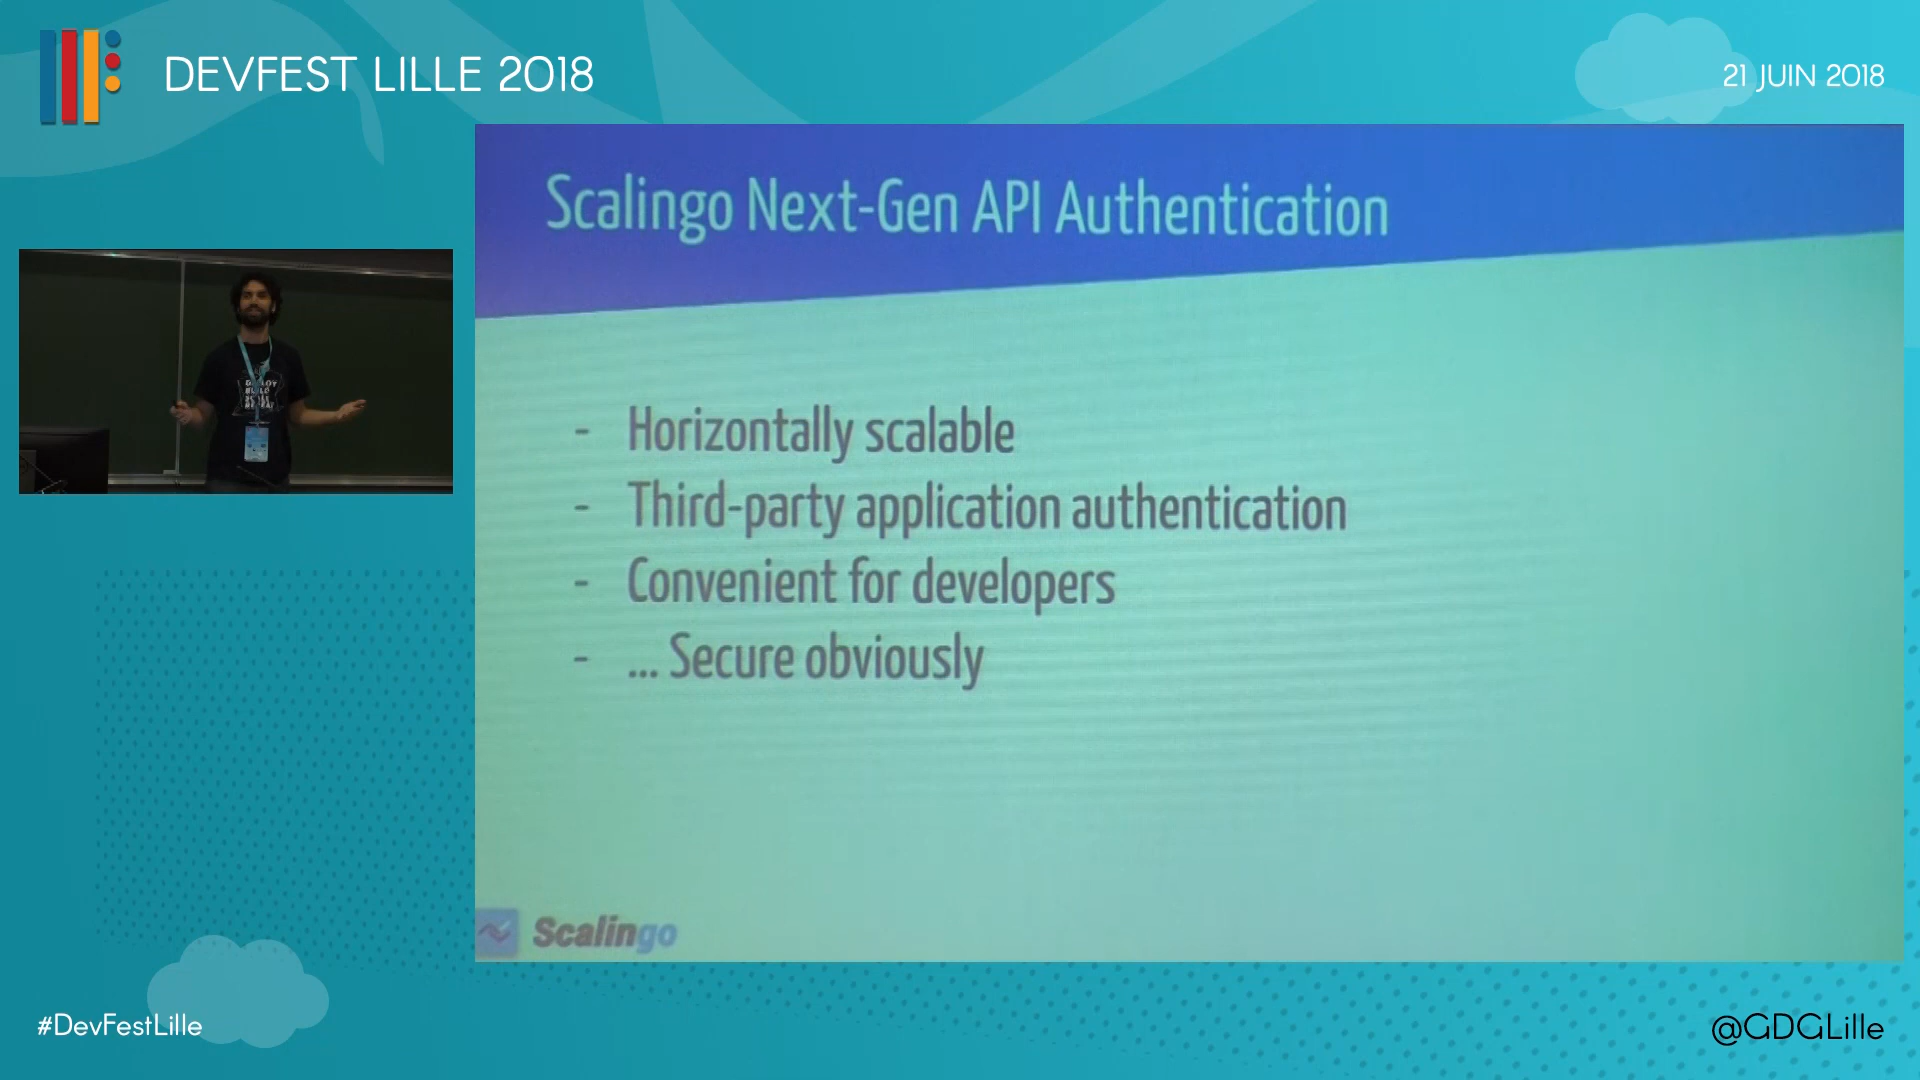 DEVFEST LILLE 2018
21 JUIN 2018
Scalingo Next-Gen API Authentication
- Horizontally scalable
- Third-party application authentication
- Convenient for developers
- ... Secure obviously
Scalingo
#DevFestLille
@GDGLille